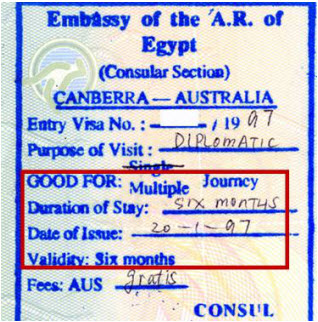 Embassy of the A.R. of
Egypt
(Consular Section)
CANBERRA — AUSTRALIA
Entry Visa No. : / 19 97
Purpose of Visit : DIPLOMATIC
Single
GOOD FOR: Multiple Journey
Duration of Stay: SIX MONTHS
Date of Issue: 20-1-97
Validity: Six months
Fees: AUS gratis
CONSUL